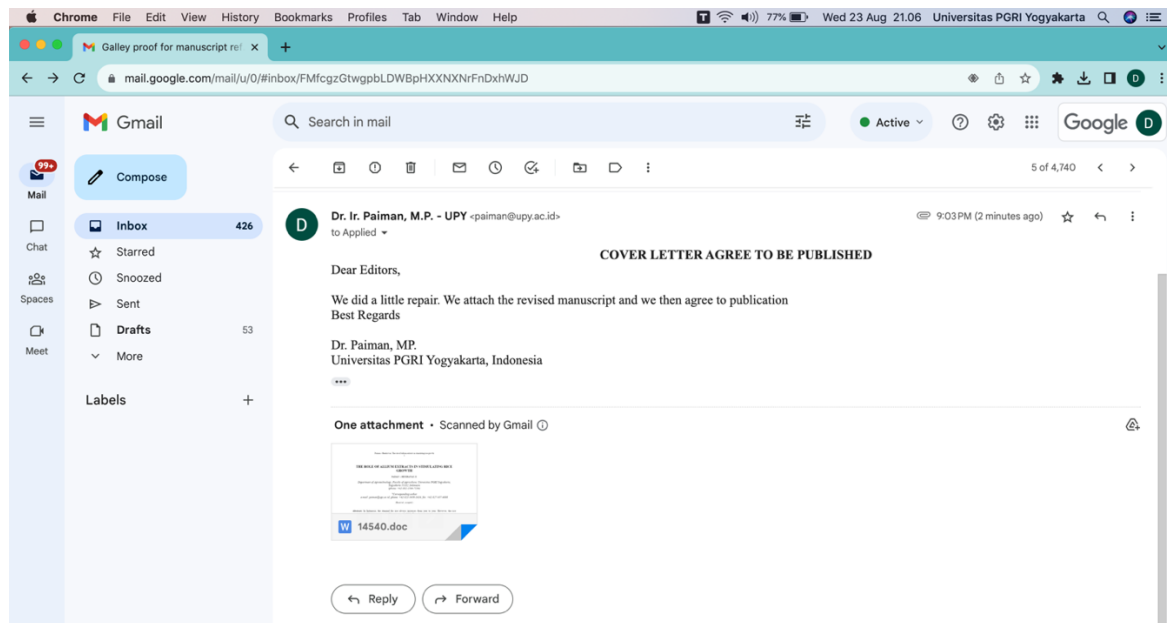 Chrome File Edit View History Bookmarks Profiles Tab Window Help 77% Wed 23 Aug 21.06 Universitas PGRI Yogyakarta
Galley proof for manuscript ref
mail.google.com/mail/u/0/#inbox/FMfcgzGtwgpbLDWBpHXXNXNrFnDxhWJD D
Gmail Search in mail Active Google D
99+
Mail
Chat
Spaces
Meet
Compose
Inbox 426
Starred
Snoozed
Sent
Drafts 53
More
Labels
5 of 4,740
D
Dr. Ir. Paiman, M.P. - UPY <paiman@upy.ac.id> 9:03 PM (2 minutes ago)
to Applied
COVER LETTER AGREE TO BE PUBLISHED
Dear Editors,
We did a little repair. We attach the revised manuscript and we then agree to publication
Best Regards
Dr. Paiman, MP.
Universitas PGRI Yogyakarta, Indonesia
One attachment • Scanned by Gmail
W 14540.doc
Reply Forward